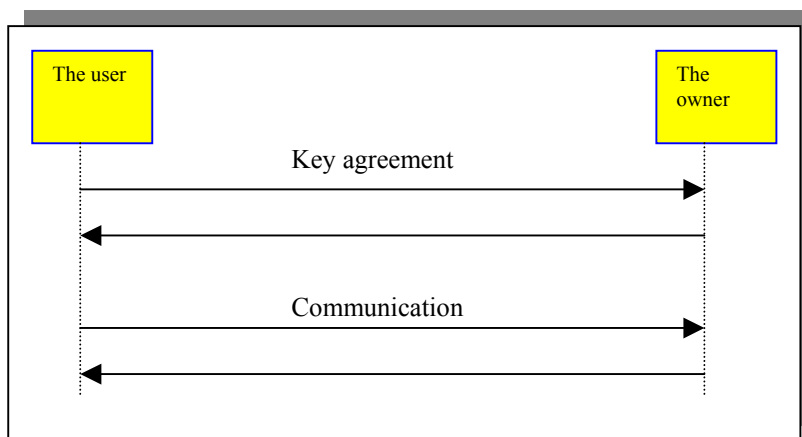 The user
The
owner
Key agreement
Communication